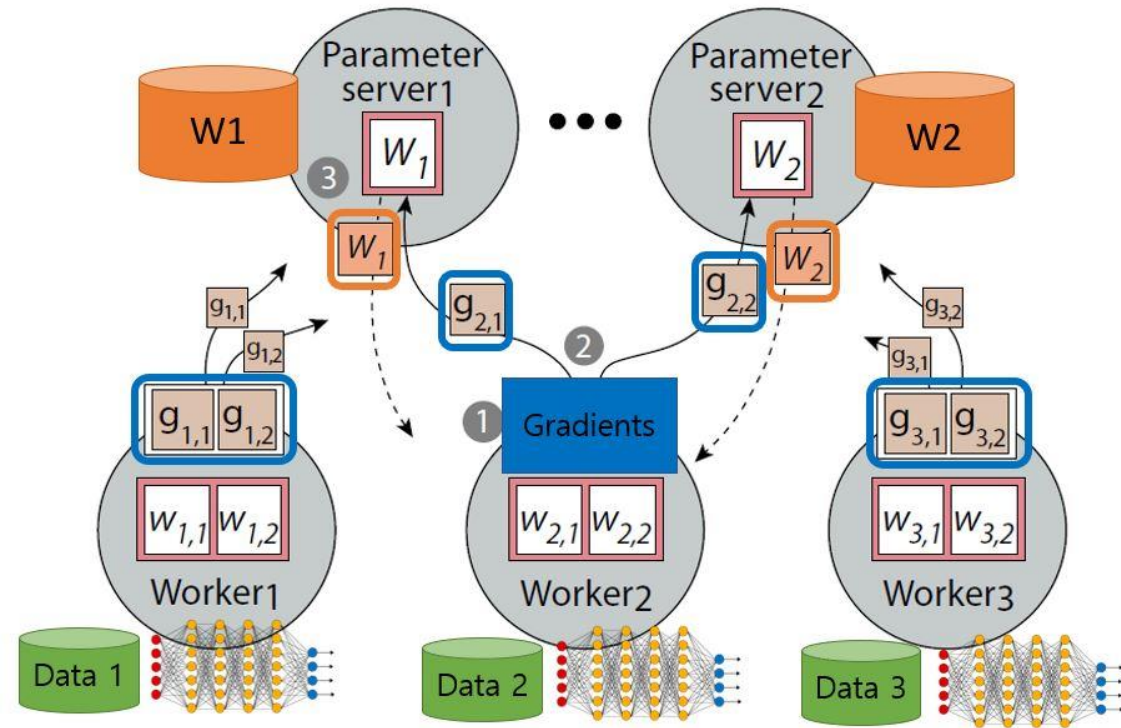 Parameter
server1
Parameter
server2
W1
W1
W2
W2
3
W1
W2
g2,1
g2,2
g1,1
g1,2
g3,2
g3,1
2
1
Gradients
g1,1 g1,2
g3,1 g3,2
w1,1 w1,2
w2,1 w2,2
w3,1 w3,2
Worker1
Worker2
Worker3
Data 1
Data 2
Data 3